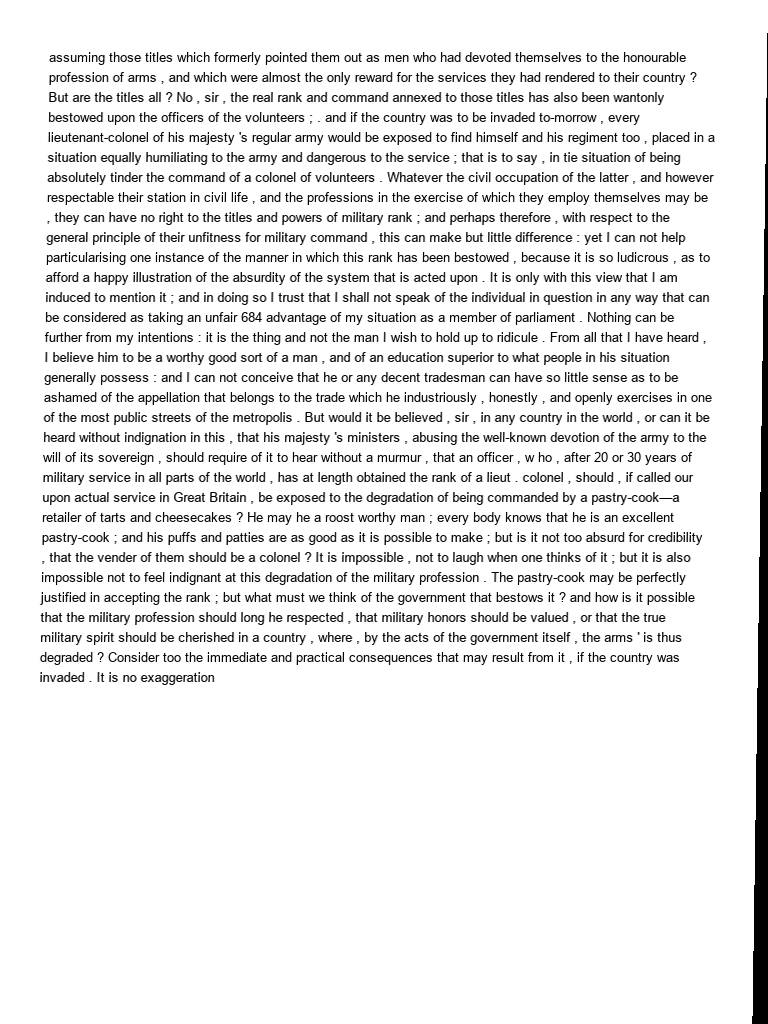 assuming those titles which formerly pointed them out as men who had devoted themselves to the honourable
profession of arms , and which were almost the only reward for the services they had rendered to their country ?
But are the titles all ? No , sir , the real rank and command annexed to those titles has also been wantonly
bestowed upon the officers of the volunteers ; . and if the country was to be invaded to-morrow , every
lieutenant-colonel of his majesty 's regular army would be exposed to find himself and his regiment too , placed in a
situation equally humiliating to the army and dangerous to the service ; that is to say , in tie situation of being
absolutely tinder the command of a colonel of volunteers . Whatever the civil occupation of the latter , and however
respectable their station in civil life , and the professions in the exercise of which they employ themselves may be
, they can have no right to the titles and powers of military rank ; and perhaps therefore , with respect to the
general principle of their unfitness for military command , this can make but little difference : yet I can not help
particularising one instance of the manner in which this rank has been bestowed , because it is so ludicrous , as to
afford a happy illustration of the absurdity of the system that is acted upon . It is only with this view that I am
induced to mention it ; and in doing so I trust that I shall not speak of the individual in question in any way that can
be considered as taking an unfair 684 advantage of my situation as a member of parliament . Nothing can be
further from my intentions : it is the thing and not the man I wish to hold up to ridicule . From all that I have heard ,
I believe him to be a worthy good sort of a man , and of an education superior to what people in his situation
generally possess : and I can not conceive that he or any decent tradesman can have so little sense as to be
ashamed of the appellation that belongs to the trade which he industriously , honestly , and openly exercises in one
of the most public streets of the metropolis . But would it be believed , sir , in any country in the world , or can it be
heard without indignation in this , that his majesty 's ministers , abusing the well-known devotion of the army to the
will of its sovereign , should require of it to hear without a murmur , that an officer , w ho , after 20 or 30 years of
military service in all parts of the world , has at length obtained the rank of a lieut . colonel , should , if called our
upon actual service in Great Britain , be exposed to the degradation of being commanded by a pastry-cook—a
retailer of tarts and cheesecakes ? He may he a roost worthy man ; every body knows that he is an excellent
pastry-cook ; and his puffs and patties are as good as it is possible to make ; but is it not too absurd for credibility
, that the vender of them should be a colonel ? It is impossible , not to laugh when one thinks of it ; but it is also
impossible not to feel indignant at this degradation of the military profession . The pastry-cook may be perfectly
justified in accepting the rank ; but what must we think of the government that bestows it ? and how is it possible
that the military profession should long he respected , that military honors should be valued , or that the true
military spirit should be cherished in a country , where , by the acts of the government itself , the arms ' is thus
degraded ? Consider too the immediate and practical consequences that may result from it , if the country was
invaded . It is no exaggeration